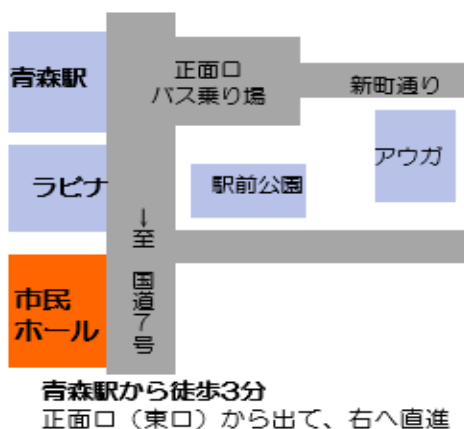 青森駅
正面口
バス乗り場
新町通り
アウガ
ラビナ
駅前公園
↓至 国道7号
市民
ホール
青森駅から徒歩3分
正面口（東口）から出て、右へ直進